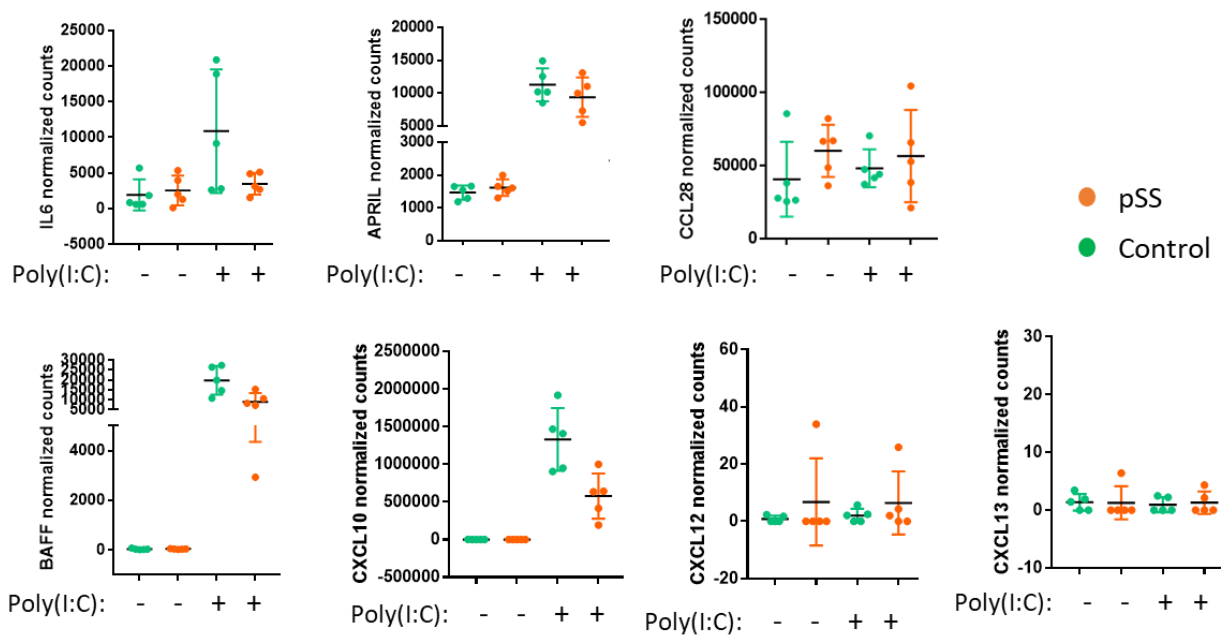 IL6 normalized counts
25000
20000
15000
10000
5000
0
-5000
Poly(I:C): - - + +
APRIL normalized counts
20000
15000
10000
5000
3000
2000
1000
0
Poly(I:C): - - + +
CCL28 normalized counts
150000
100000
50000
0
- - + +
pSS
Control
BAFF normalized counts
30000
25000
20000
15000
10000
5000
4000
2000
0
Poly(I:C): - - + +
CXCL10 normalized counts
2500000
2000000
1500000
1000000
500000
0
-500000
Poly(I:C): - - + +
CXCL12 normalized counts
60
40
20
0
-20
Poly(I:C): - - + +
CXCL13 normalized counts
30
20
10
0
-10
Poly(I:C): - - + +